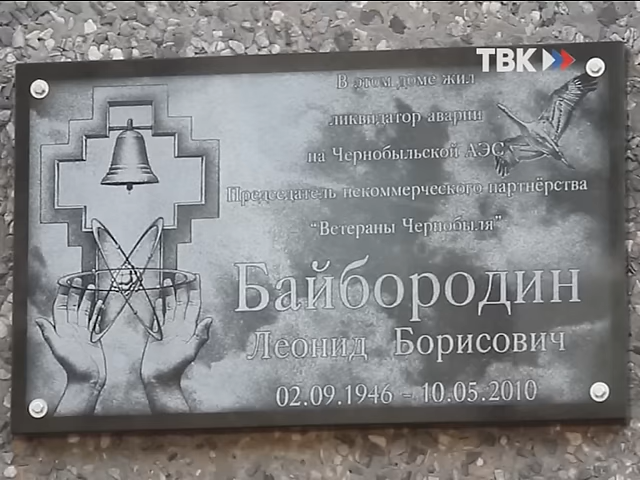 ТВК
В этом доме жил
ликвидатор аварии
на Чернобыльской АЭС
Председатель некоммерческого партнёрства
"Ветераны Чернобыля"
Байбородин
Леонид Борисович
02.09.1946 - 10.05.2010